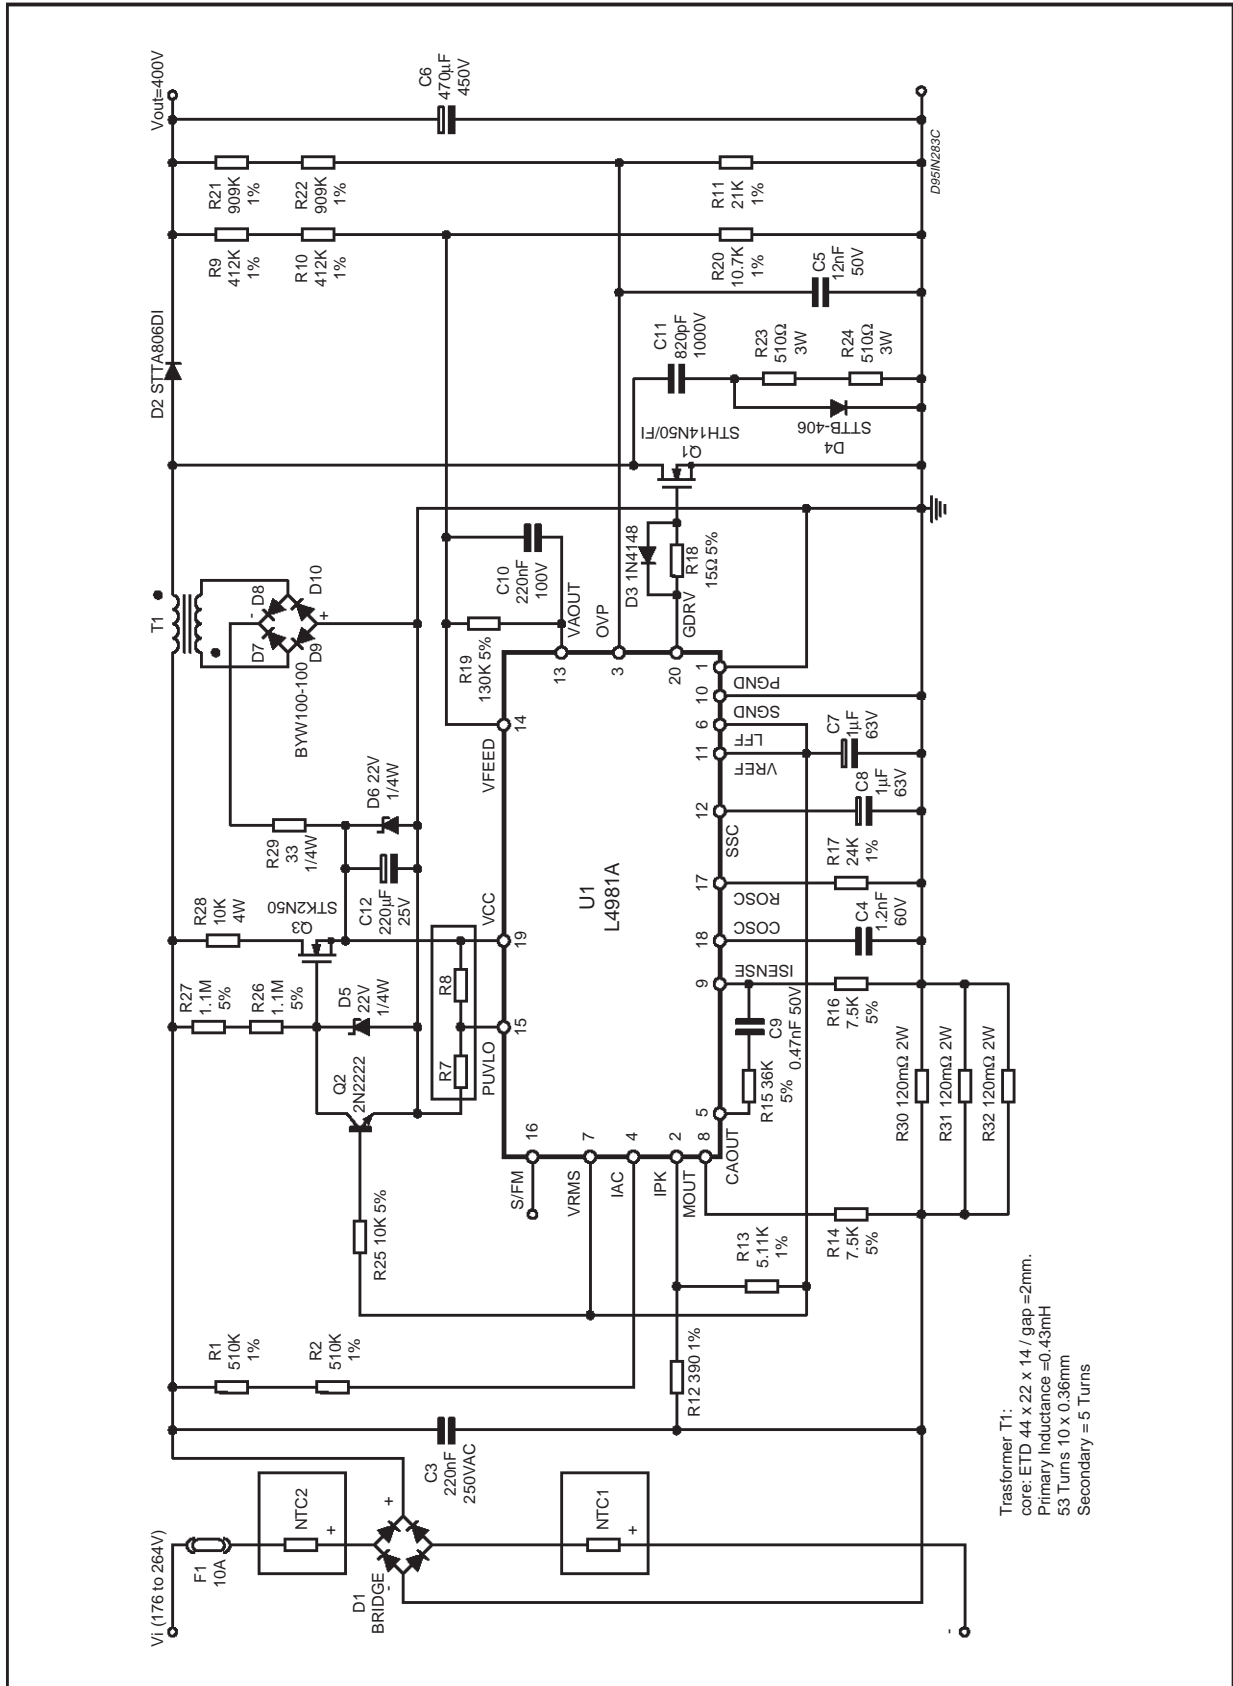 Vi (176 to 264V)
F1
10A
NTC2
+
D1
BRIDGE
+
-
NTC1
+
-
C3
220nF
250VAC
R1
510K
1%
R2
510K
1%
R12 390 1%
R25 10K 5%
R13
5.11K
1%
R14
7.5K
5%
Q2
2N2222
R27
1.1M
5%
R26
1.1M
5%
D5
22V
1/4W
R28
10K
4W
Q3
STK2N50
C12
220µF
25V
R29
33
1/4W
D6 22V
1/4W
R7
R8
BYW100-100
D7
D8
D9
D10
-
+
T1
S/FM
16
VRMS
7
IAC
4
IPK
2
MOUT
8
CAOUT
5
PUVLO
15
VCC
19
VFEED
14
U1
L4981A
13
VAOUT
3
OVP
20
GDRV
1
PGND
10
SGND
6
LFF
11
VREF
12
SSC
17
ROSC
18
COSC
9
ISENSE
R19
130K 5%
C10
220nF
100V
D3 1N4148
R18
15Ω 5%
R15 36K
5%
C9
0.47nF 50V
R16
7.5K
5%
C4
1.2nF
60V
R17
24K
1%
C8
1µF
63V
C7
1µF
63V
R30 120mΩ 2W
R31 120mΩ 2W
R32 120mΩ 2W
Q1
STH14N50/FI
D4
STTB-406
C11
820pF
1000V
R23
510Ω
3W
R24
510Ω
3W
C5
12nF
50V
D2 STTA806DI
R9
412K
1%
R10
412K
1%
R20
10.7K
1%
R21
909K
1%
R22
909K
1%
R11
21K
1%
C6
470µF
450V
Vout=400V
D95IN283C
Trasformer T1:
core: ETD 44 x 22 x 14 / gap =2mm.
Primary Inductance =0.43mH
53 Turns 10 x 0.36mm
Secondary = 5 Turns